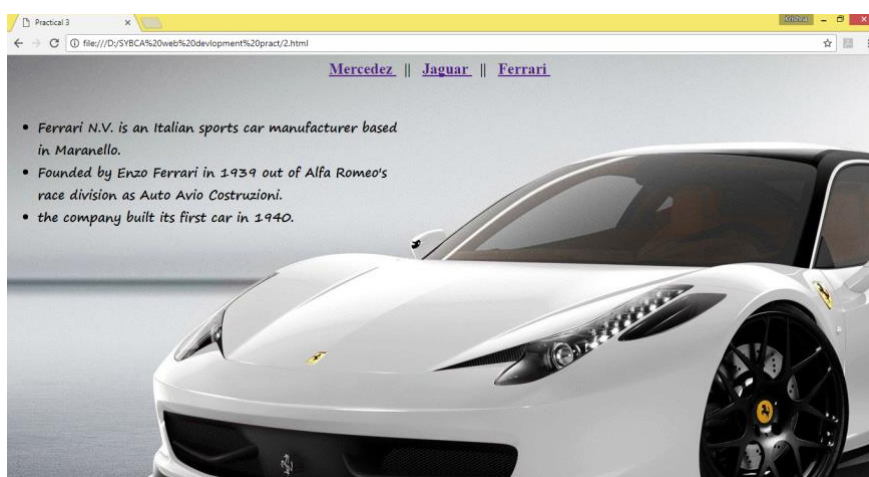 Practical 3
Krishna
file:///D:/SYBCA%20web%20devlopment%20pract/2.html
Mercedez || Jaguar || Ferrari
• Ferrari N.V. is an Italian sports car manufacturer based
in Maranello.
• Founded by Enzo Ferrari in 1939 out of Alfa Romeo's
race division as Auto Avio Costruzioni.
• the company built its first car in 1940.